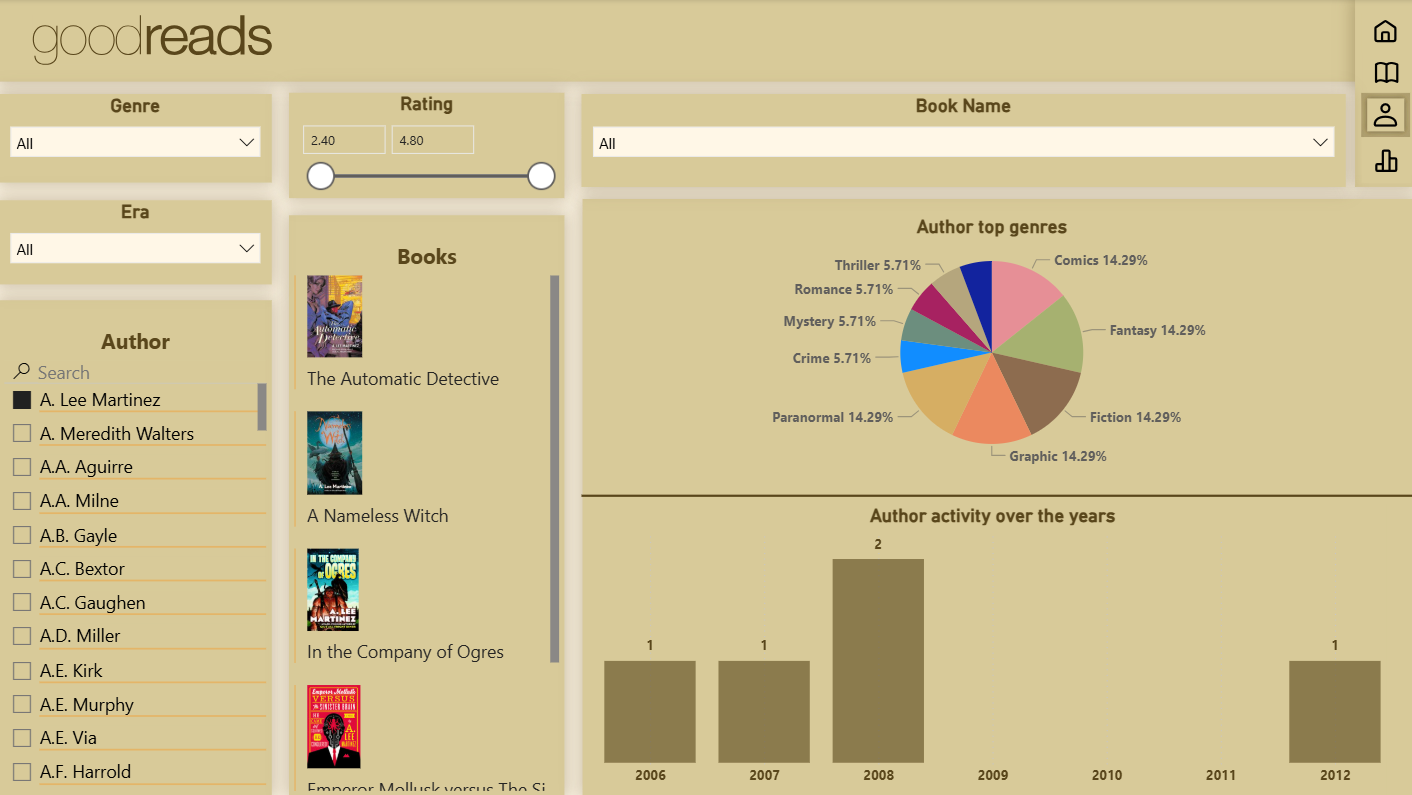 goodreads
Genre
All
Rating
2.40
4.80
Book Name
All
Era
All
Author
Search
A. Lee Martinez
A. Meredith Walters
A.A. Aguirre
A.A. Milne
A.B. Gayle
A.C. Bextor
A.C. Gaughen
A.D. Miller
A.E. Kirk
A.E. Murphy
A.E. Via
A.F. Harrold
Books
The Automatic Detective
The Automatic Detective
A Nameless Witch
In the Company of Ogres
IN THE COMPANY
OF OGRES
A. LEE
MARTINEZ
Emperor Mollusk
VERSUS
The SINISTER BRAIN
Emperor Mollusk versus The Si
Author top genres
Comics 14.29%
Fantasy 14.29%
Fiction 14.29%
Graphic 14.29%
Paranormal 14.29%
Crime 5.71%
Mystery 5.71%
Romance 5.71%
Thriller 5.71%
Author activity over the years
1
1
2
1
2006
2007
2008
2009
2010
2011
2012